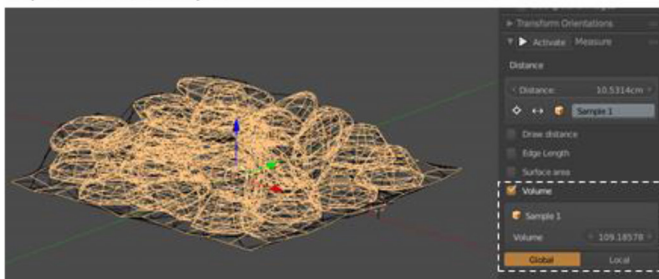 Transform Orientations
Activate Measure
Distance
Distance: 10.5314cm
Sample 1
Draw distance
Edge Length
Surface area
Volume
Sample 1
Volume 109.18578
Global Local